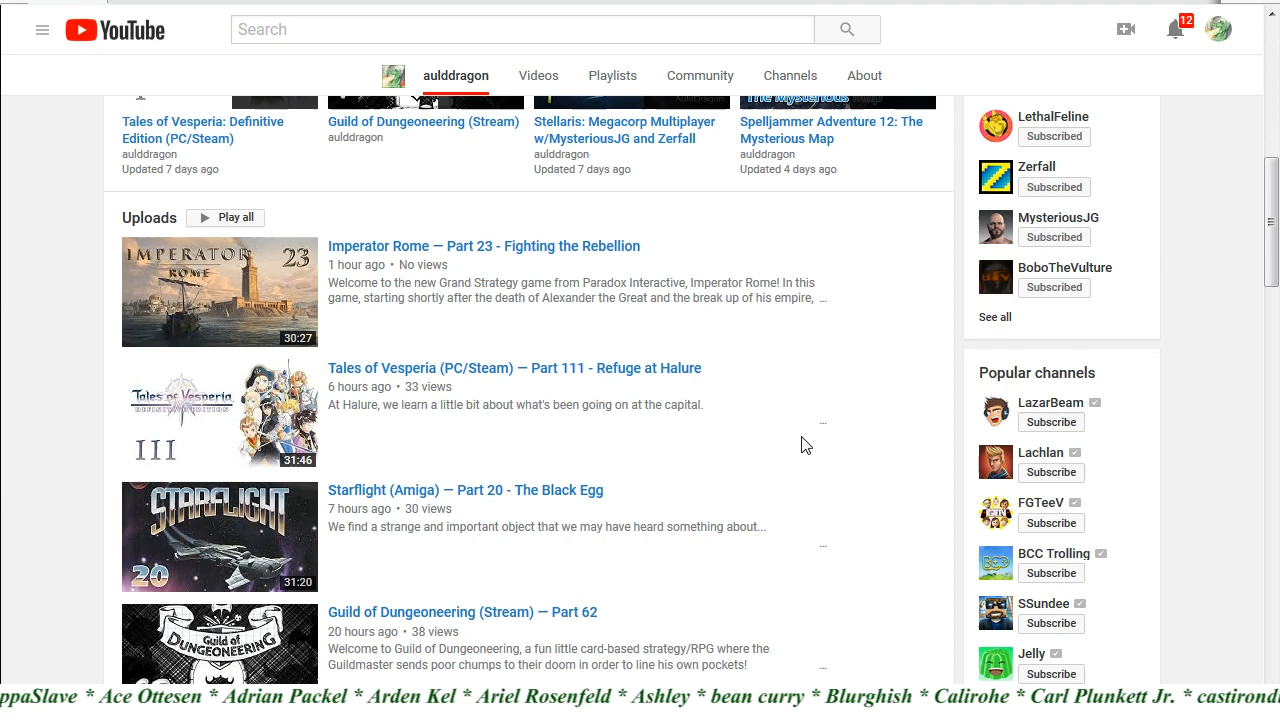 YouTube
Search
12
aulddragon
Videos
Playlists
Community
Channels
About
AuldDragon
The Mysterious Map
Tales of Vesperia: Definitive
Edition (PC/Steam)
aulddragon
Updated 7 days ago
Guild of Dungeoneering (Stream)
aulddragon
Stellaris: Megacorp Multiplayer
w/MysteriousJG and Zerfall
aulddragon
Updated 7 days ago
Spelljammer Adventure 12: The
Mysterious Map
aulddragon
Updated 4 days ago
Uploads
Play all
IMPERATOR
ROME
23
30:27
Imperator Rome — Part 23 - Fighting the Rebellion
1 hour ago • No views
Welcome to the new Grand Strategy game from Paradox Interactive, Imperator Rome! In this
game, starting shortly after the death of Alexander the Great and the break up of his empire,
...
Tales of Vesperia
DEFINITIVE EDITION
III
31:46
Tales of Vesperia (PC/Steam) — Part 111 - Refuge at Halure
6 hours ago • 33 views
At Halure, we learn a little bit about what's been going on at the capital.
...
STARFLIGHT
20
31:20
Starflight (Amiga) — Part 20 - The Black Egg
7 hours ago • 30 views
We find a strange and important object that we may have heard something about...
...
Guild of
DUNGEONEERING
Guild of Dungeoneering (Stream) — Part 62
20 hours ago • 38 views
Welcome to Guild of Dungeoneering, a fun little card-based strategy/RPG where the
Guildmaster sends poor chumps to their doom in order to line his own pockets!
...
LethalFeline
Subscribed
Zerfall
Subscribed
MysteriousJG
Subscribed
BoboTheVulture
Subscribed
See all
Popular channels
LazarBeam
Subscribe
Lachlan
Subscribe
FGTeeV
Subscribe
BCC Trolling
Subscribe
SSundee
Subscribe
Jelly
Subscribe
ppaSlave * Ace Ottesen * Adrian Packel * Arden Kel * Ariel Rosenfeld * Ashley * bean curry * Blurghish * Calirohe * Carl Plunkett Jr. * castirondi